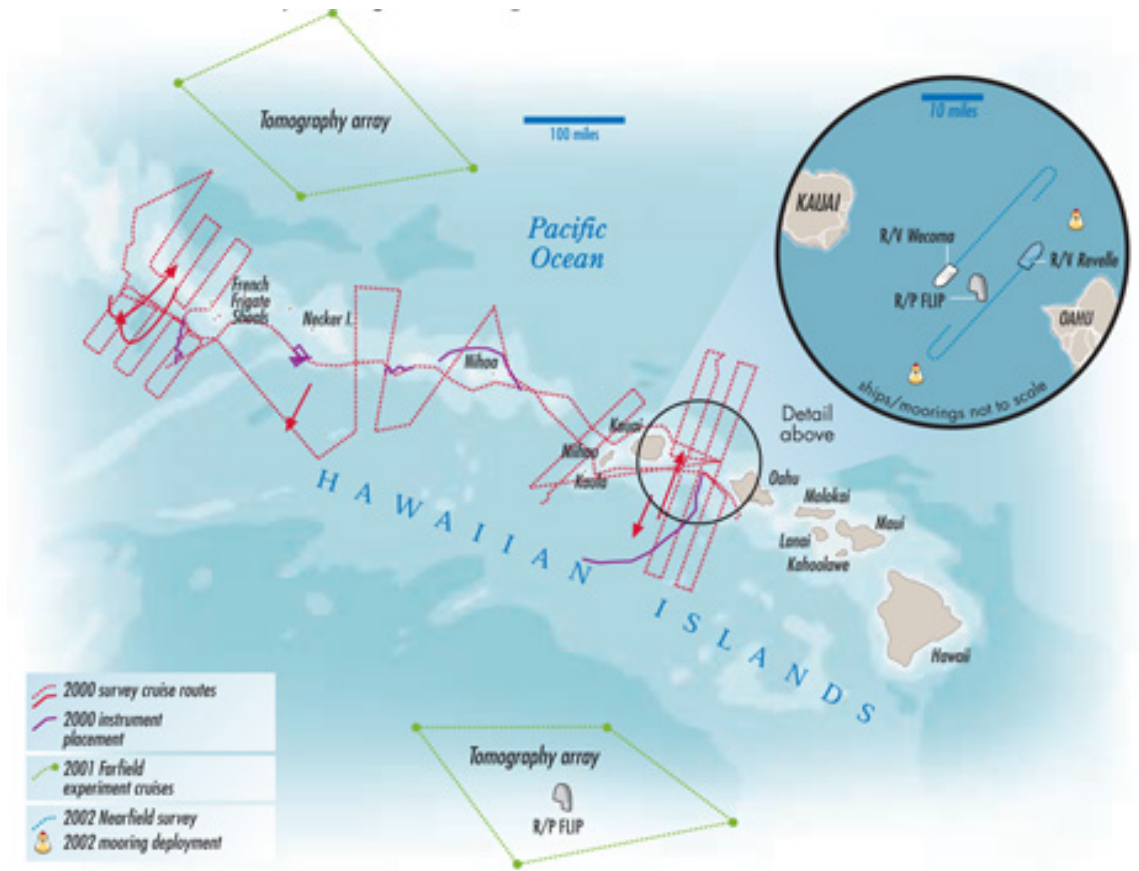 Tomography array
100 miles
10 miles
Pacific
Ocean
KAUAI
R/V Wecoma
R/V Revelle
R/P FLIP
OAHU
ships/moorings not to scale
French
Frigate
Shoals
Necker I.
Nihoa
Detail
above
Kauai
Niihau
Kaula
Oahu
Molokai
Lanai
Maui
Kahoolawe
Hawaii
HAWAIIAN ISLANDS
2000 survey cruise routes
2000 instrument
placement
2001 Farfield
experiment cruises
2002 Nearfield survey
2002 mooring deployment
Tomography array
R/P FLIP